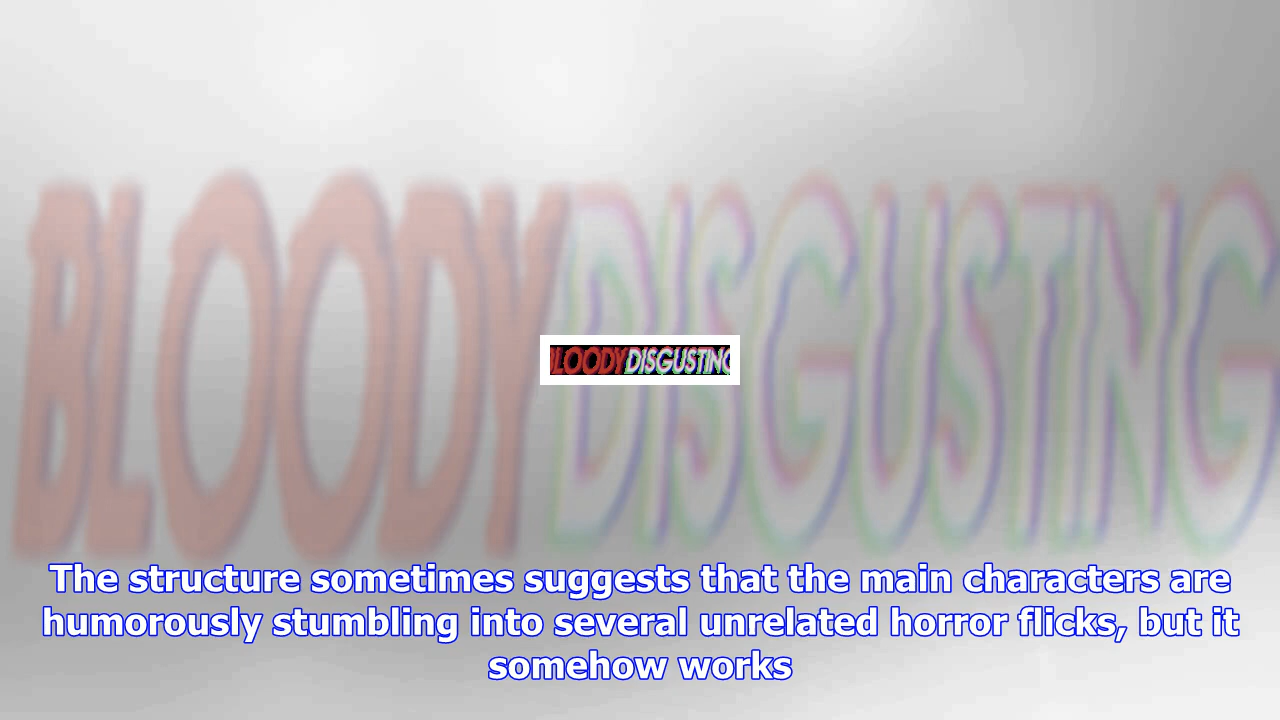 BLOODYDISGUSTING
BLOODYDISGUSTING
The structure sometimes suggests that the main characters are
humorously stumbling into several unrelated horror flicks, but it
somehow works